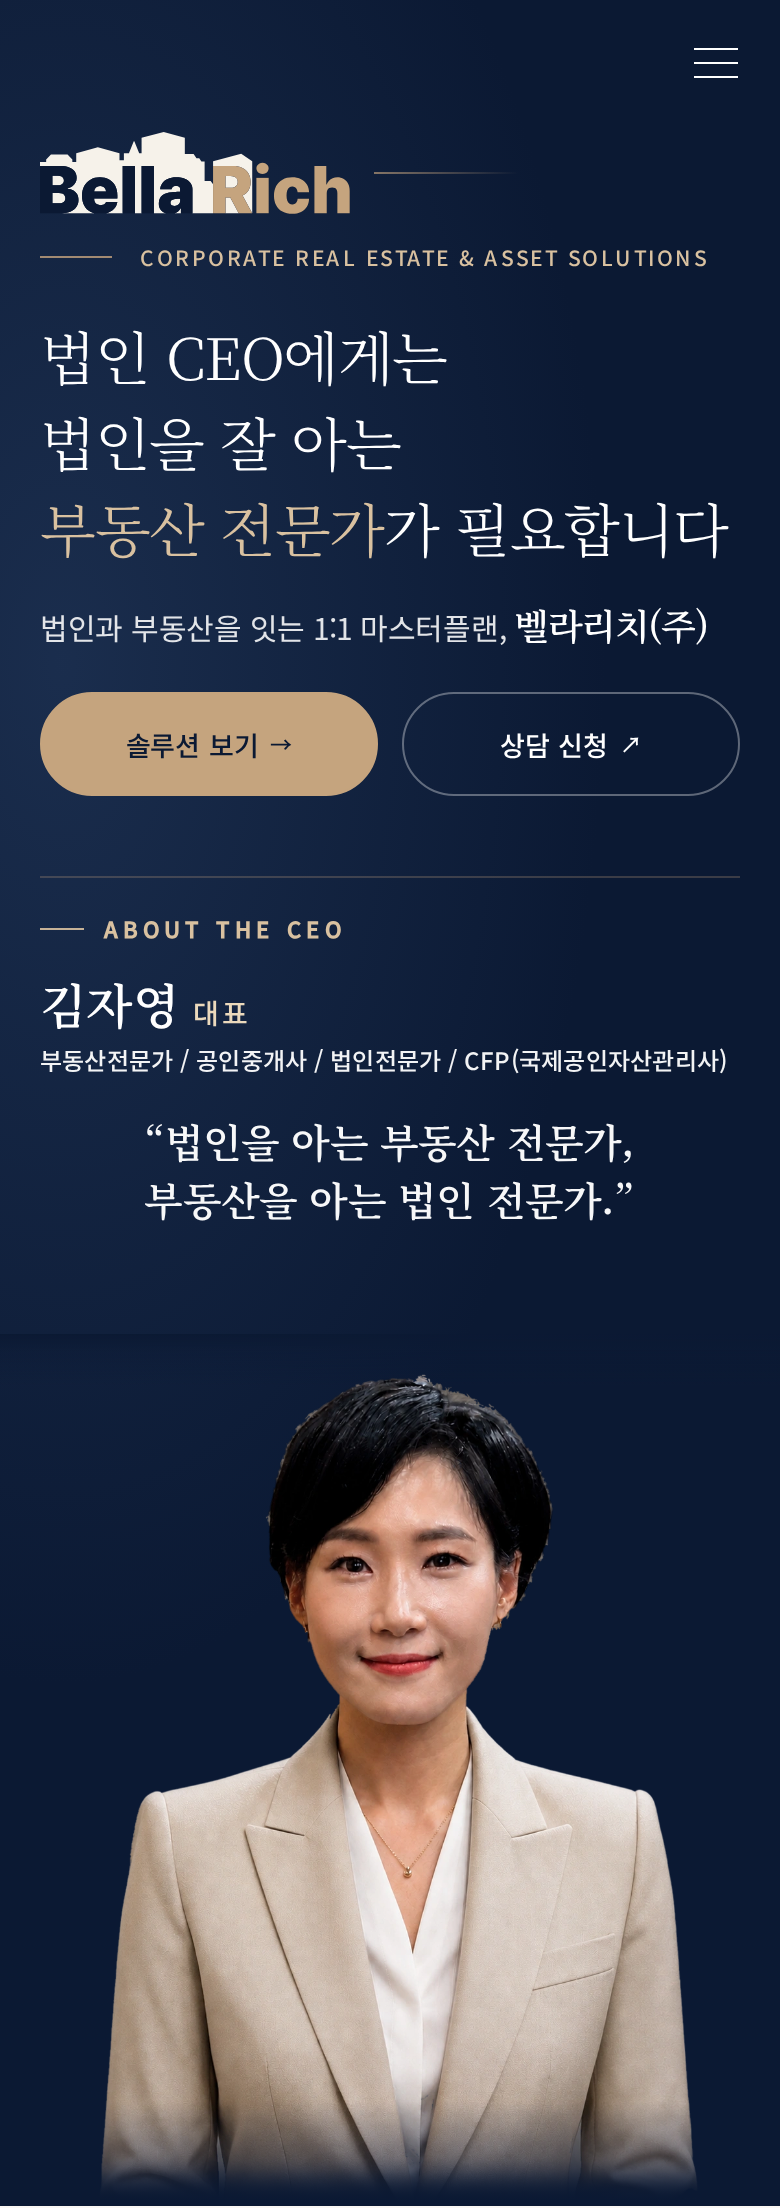 Bella Rich
CORPORATE REAL ESTATE & ASSET SOLUTIONS
법인 CEO에게는
법인을 잘 아는
부동산 전문가가 필요합니다
법인과 부동산을 잇는 1:1 마스터플랜, 벨라리치(주)
솔루션 보기 →
상담 신청 ↗
ABOUT THE CEO
김자영 대표
부동산전문가 / 공인중개사 / 법인전문가 / CFP(국제공인자산관리사)
“법인을 아는 부동산 전문가,
부동산을 아는 법인 전문가.”